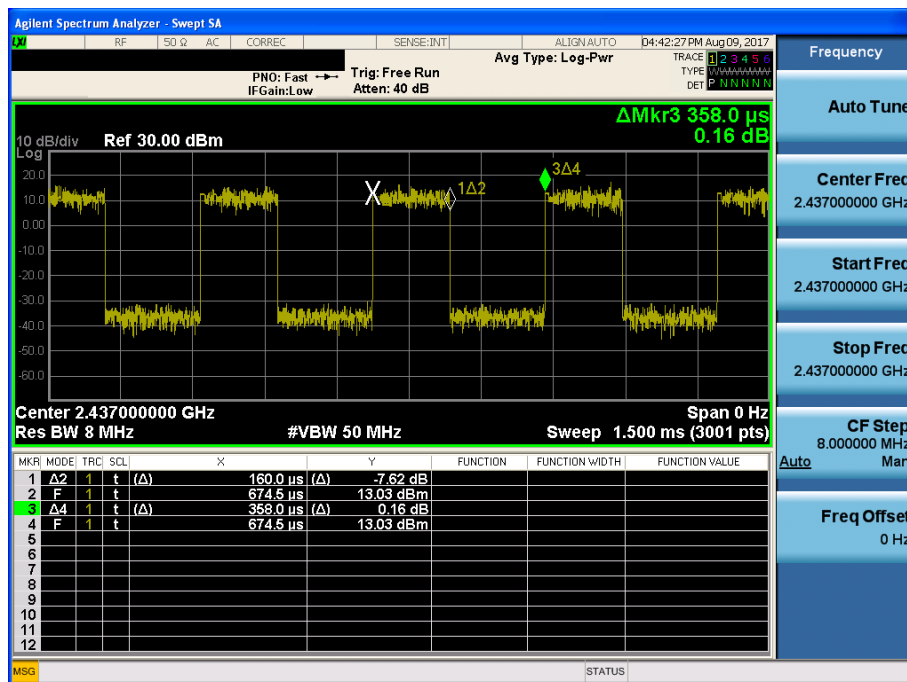 Agilent Spectrum Analyzer - Swept SA
LXI RF 50 Ω AC CORREC SENSE:INT ALIGN AUTO 04:42:27 PM Aug 09, 2017
PNO: Fast Trig: Free Run Avg Type: Log-Pwr TRACE 1 2 3 4 5 6
IFGain:Low Atten: 40 dB TYPE
DET P N N N N N
ΔMkr3 358.0 µs
0.16 dB
10 dB/div Ref 30.00 dBm
Log
20.0
10.0
0.00
-10.0
-20.0
-30.0
-40.0
-50.0
-60.0
X 1Δ2 3Δ4
Center 2.437000000 GHz Span 0 Hz
Res BW 8 MHz #VBW 50 MHz Sweep 1.500 ms (3001 pts)
MKR MODE TRC SCL X Y FUNCTION FUNCTION WIDTH FUNCTION VALUE
1 Δ2 1 t (Δ) 160.0 µs (Δ) -7.62 dB
2 F 1 t 674.5 µs 13.03 dBm
3 Δ4 1 t (Δ) 358.0 µs (Δ) 0.16 dB
4 F 1 t 674.5 µs 13.03 dBm
5
6
7
8
9
10
11
12
MSG STATUS
Frequency
Auto Tune
Center Freq
2.437000000 GHz
Start Freq
2.437000000 GHz
Stop Freq
2.437000000 GHz
CF Step
8.000000 MHz
Auto Man
Freq Offset
0 Hz